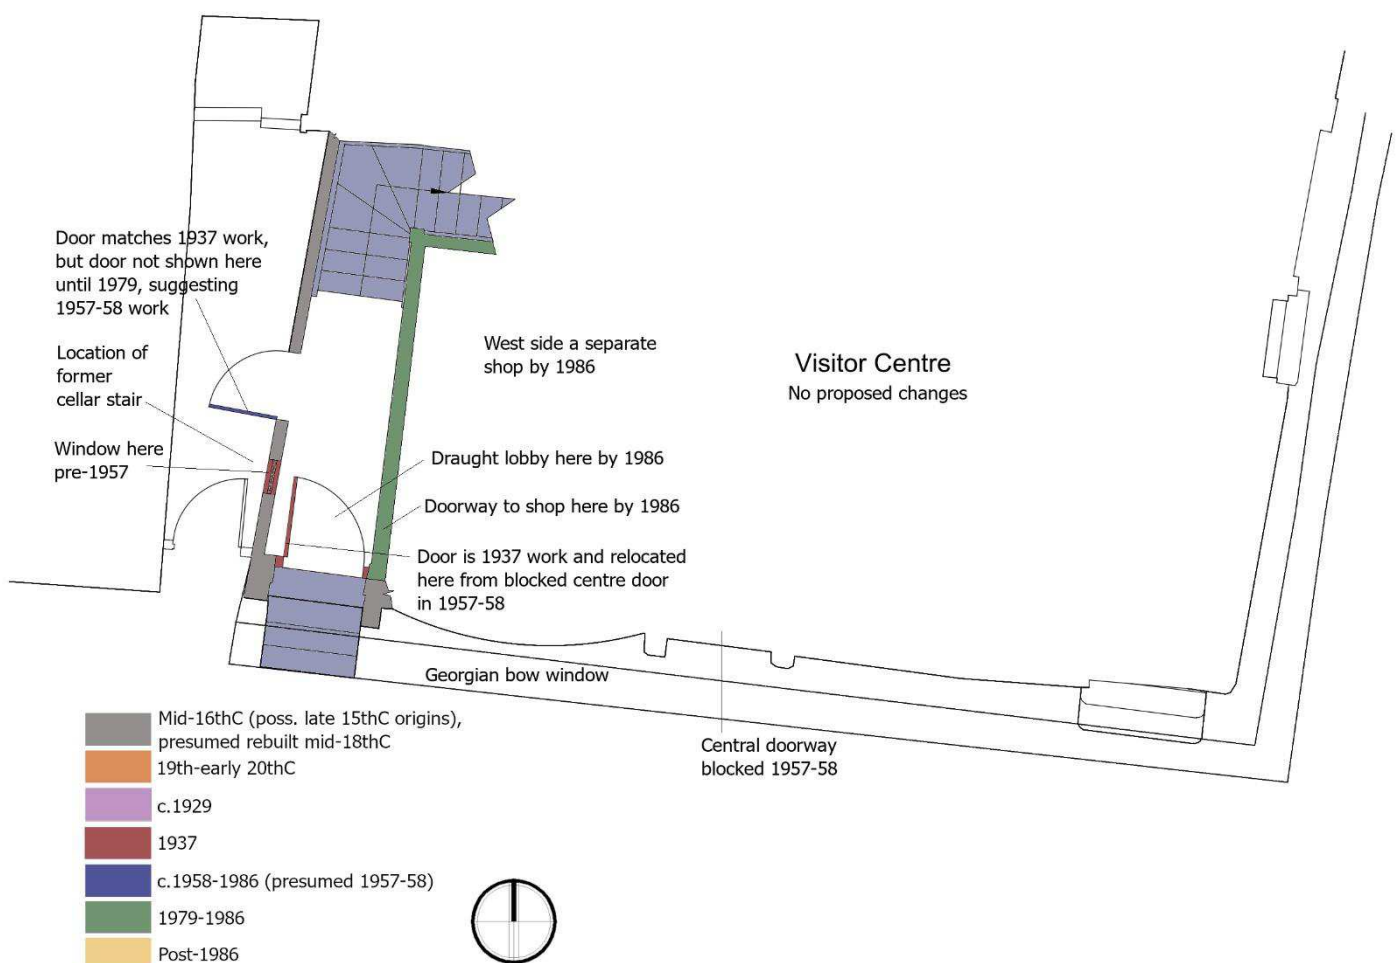 Door matches 1937 work,
but door not shown here
until 1979, suggesting
1957-58 work
Location of
former
cellar stair
Window here
pre-1957
West side a separate
shop by 1986
Visitor Centre
No proposed changes
Draught lobby here by 1986
Doorway to shop here by 1986
Door is 1937 work and relocated
here from blocked centre door
in 1957-58
Georgian bow window
Central doorway
blocked 1957-58
Mid-16thC (poss. late 15thC origins),
presumed rebuilt mid-18thC
19th-early 20thC
c.1929
1937
c.1958-1986 (presumed 1957-58)
1979-1986
Post-1986